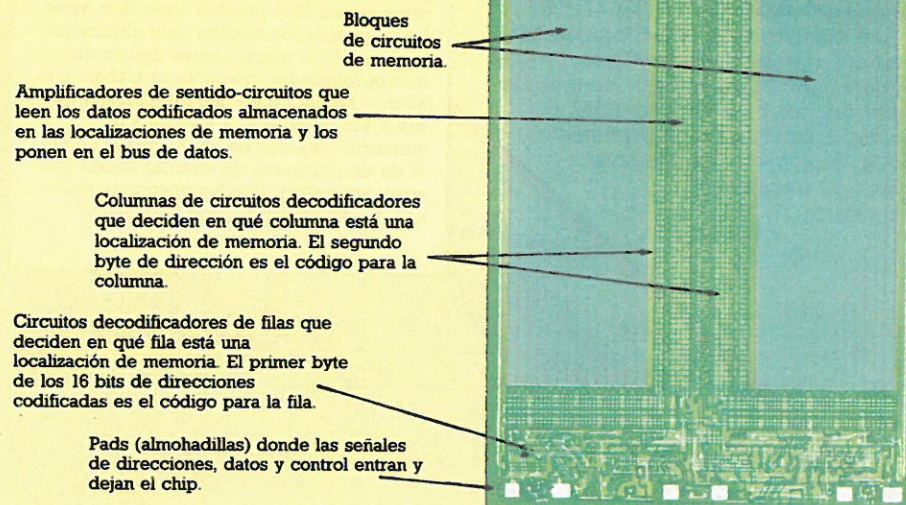 Bloques
de circuitos
de memoria.
Amplificadores de sentido-circuitos que
leen los datos codificados almacenados
en las localizaciones de memoria y los
ponen en el bus de datos.
Columnas de circuitos decodificadores
que deciden en qué columna está una
localización de memoria. El segundo
byte de dirección es el código para la
columna.
Circuitos decodificadores de filas que
deciden en qué fila está una
localización de memoria. El primer byte
de los 16 bits de direcciones
codificadas es el código para la fila.
Pads (almohadillas) donde las señales
de direcciones, datos y control entran y
dejan el chip.